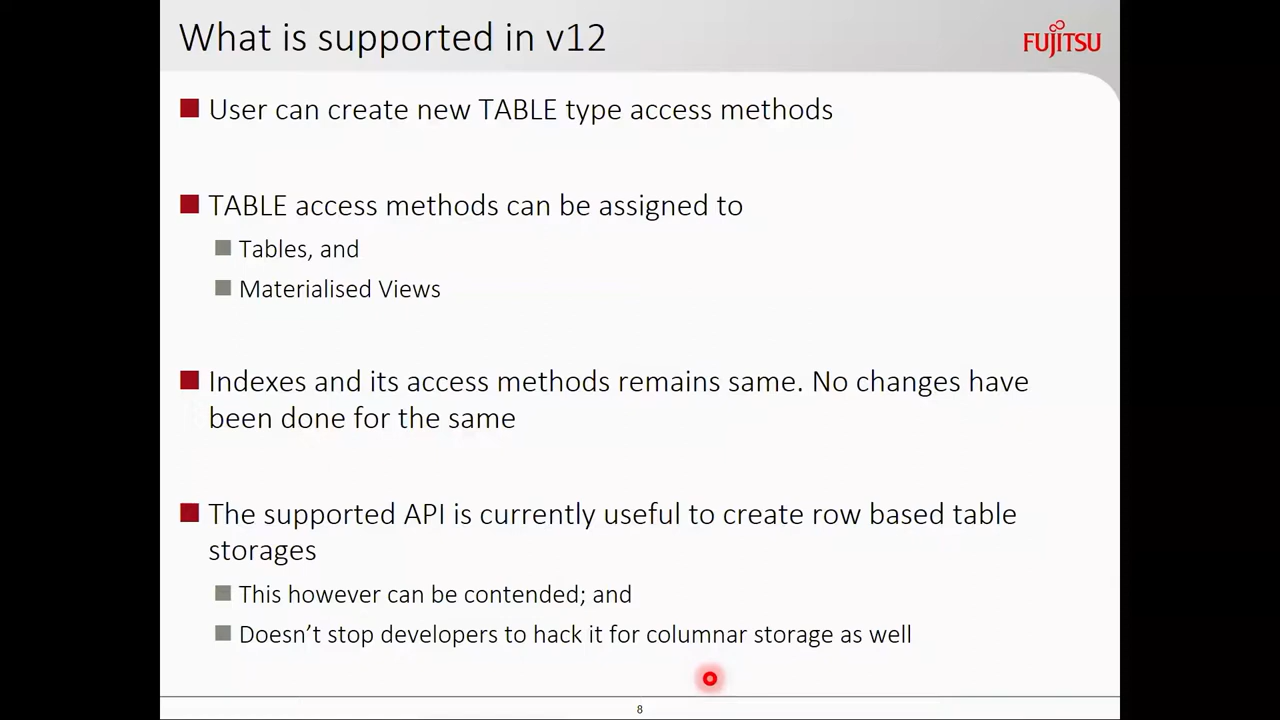 What is supported in v12
FUJITSU
User can create new TABLE type access methods
TABLE access methods can be assigned to
Tables, and
Materialised Views
Indexes and its access methods remains same. No changes have
been done for the same
The supported API is currently useful to create row based table
storages
This however can be contended; and
Doesn't stop developers to hack it for columnar storage as well
8